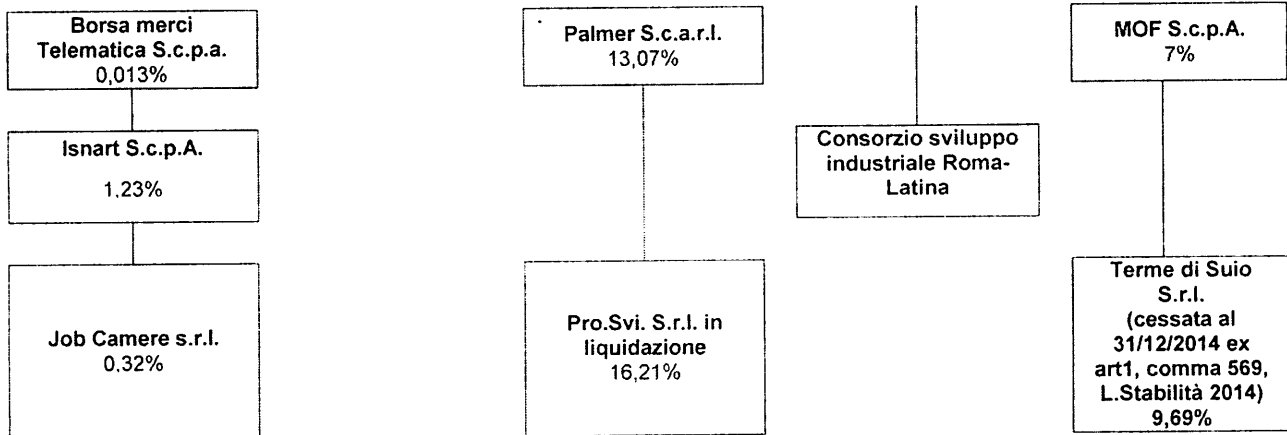 Borsa merci
Telematica S.c.p.a.
0,013%
Isnart S.c.p.A.
1,23%
Job Camere s.r.l.
0,32%
Palmer S.c.a.r.l.
13,07%
Pro.Svi. S.r.l. in
liquidazione
16,21%
Consorzio sviluppo
industriale Roma-
Latina
MOF S.c.p.A.
7%
Terme di Suio
S.r.l.
(cessata al
31/12/2014 ex
art1, comma 569,
L.Stabilità 2014)
9,69%